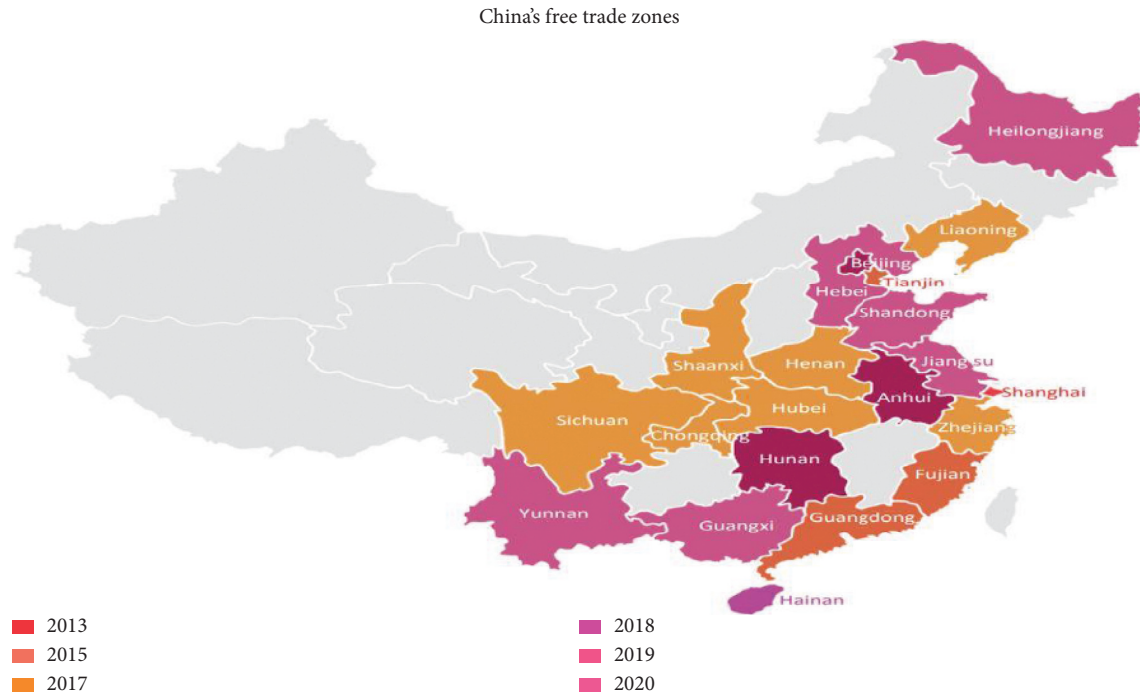 China's free trade zones
Heilongjiang
Liaoning
Beijing
Tianjin
Hebei
Shandong
Jiang su
Shaanxi
Henan
Shanghai
Anhui
Sichuan
Hubei
Zhejiang
Chongqing
Hunan
Fujian
Yunnan
Guangxi
Guangdong
Hainan
2013
2015
2017
2018
2019
2020